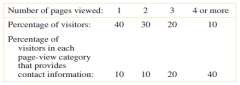 Number of pages viewed: 1 2 3 4 or more
Percentage of visitors: 40 30 20 10
Percentage of
visitors in each
page-view category
that provides
contact information: 10 10 20 40